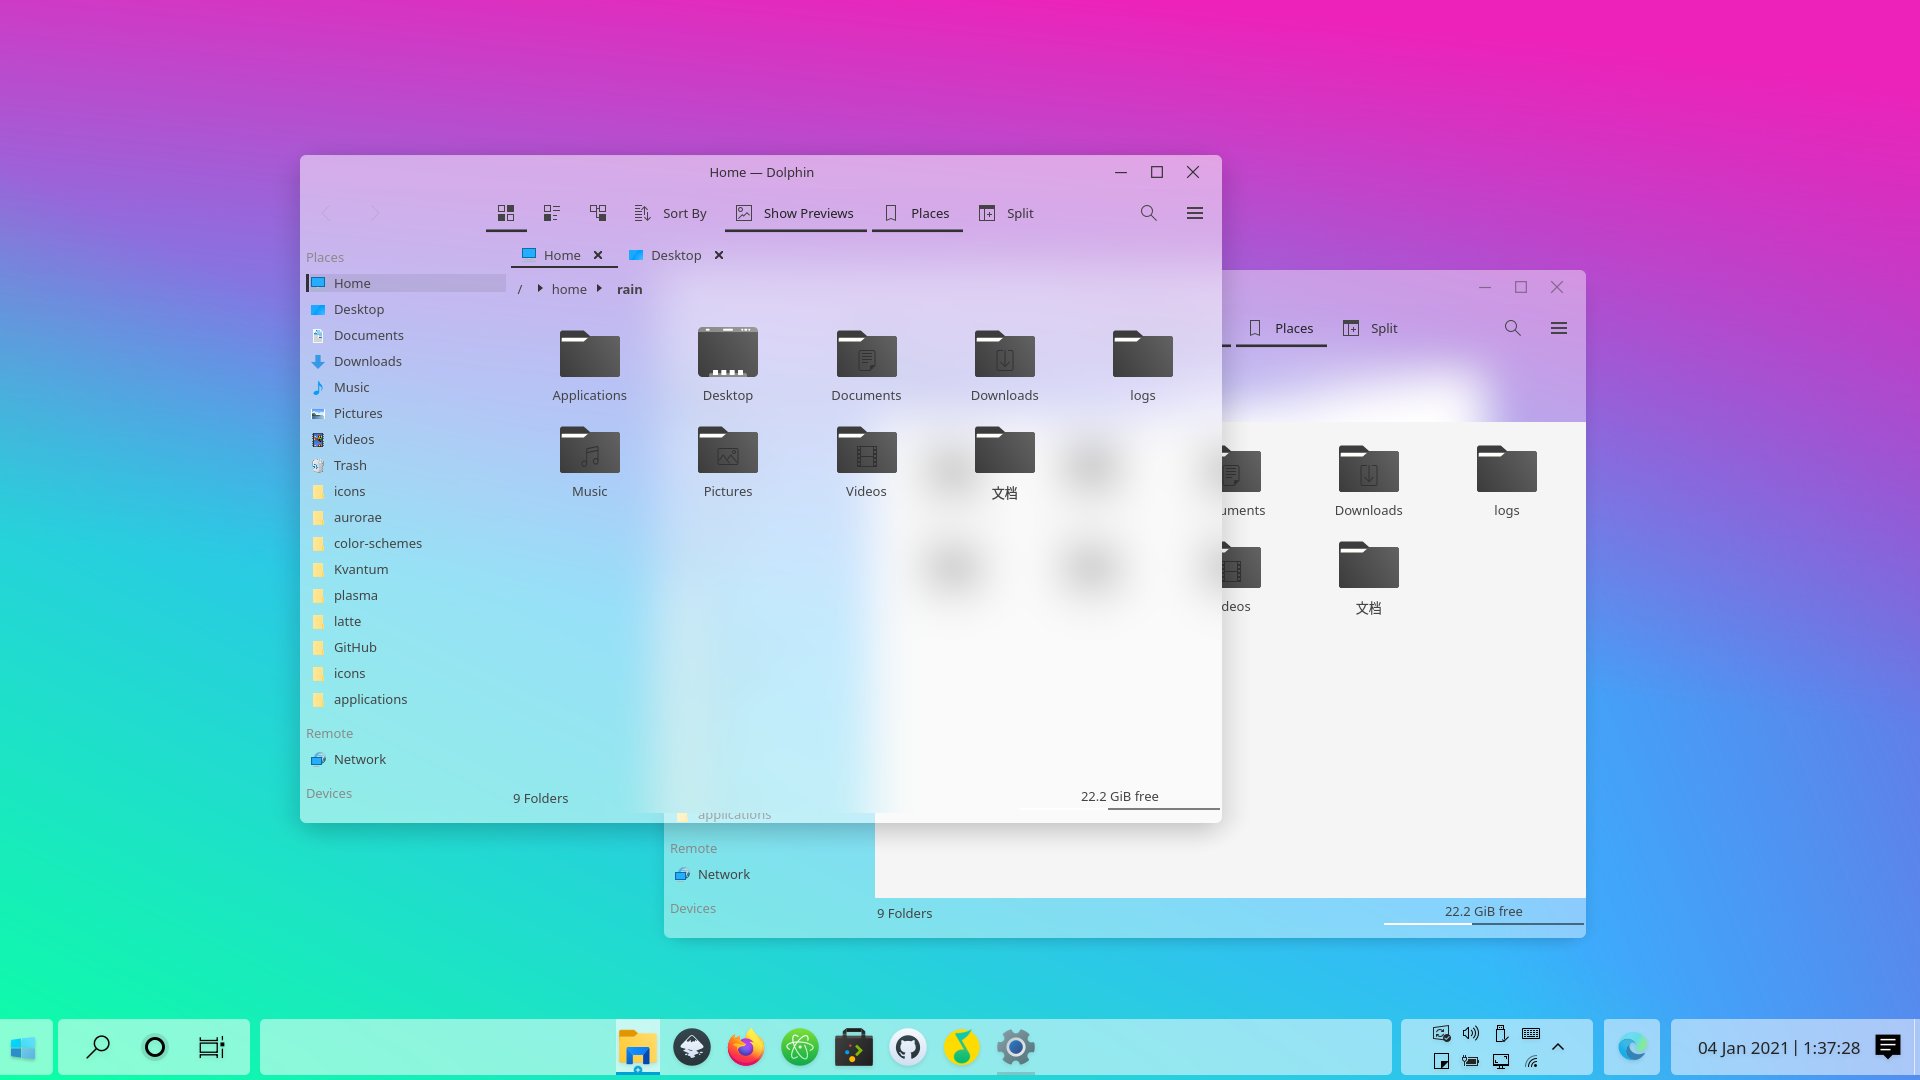 Home — Dolphin
Sort By
Show Previews
Places
Split
Places
Home
Desktop
/ home rain
Home
Desktop
Documents
Downloads
Music
Pictures
Videos
Trash
icons
aurorae
color-schemes
Kvantum
plasma
latte
GitHub
icons
applications
Remote
Network
Devices
Applications
Desktop
Documents
Downloads
logs
Music
Pictures
Videos
文档
9 Folders
22.2 GiB free
Places
Split
uments
Downloads
logs
deos
文档
applications
Remote
Network
Devices
9 Folders
22.2 GiB free
04 Jan 2021 | 1:37:28